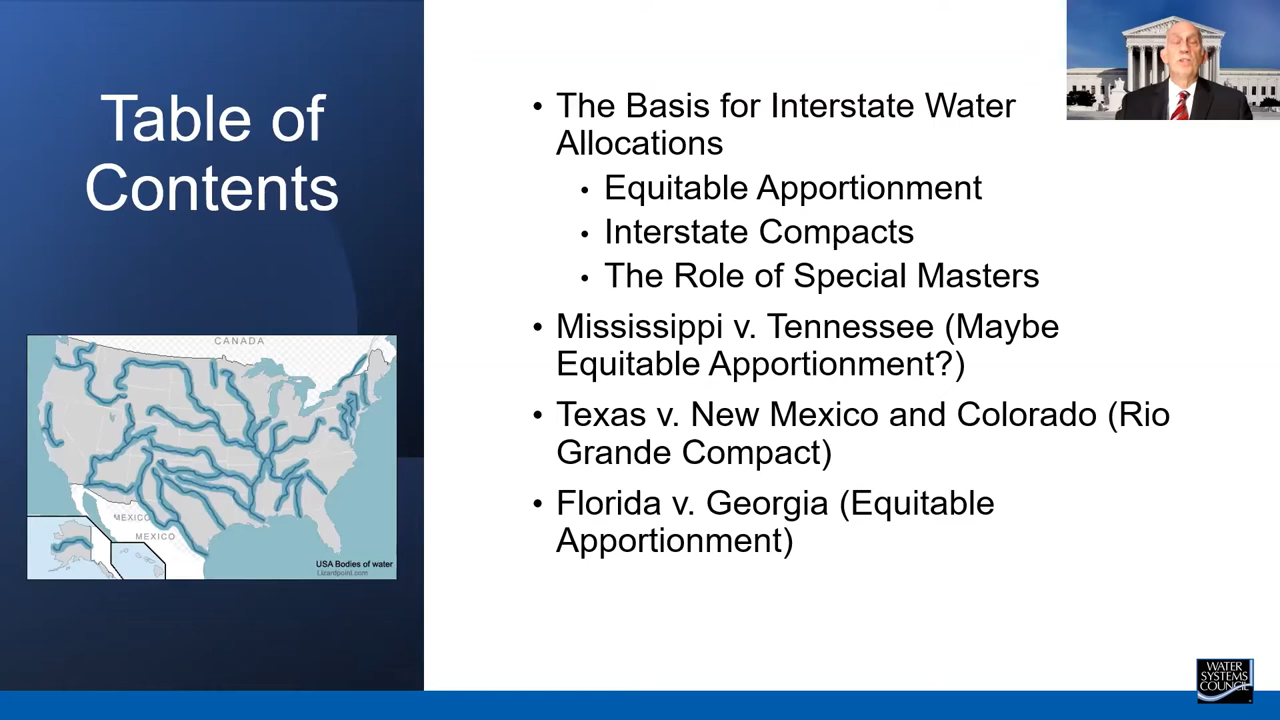 Table of
Contents
• The Basis for Interstate Water
Allocations
• Equitable Apportionment
• Interstate Compacts
• The Role of Special Masters
• Mississippi v. Tennessee (Maybe
Equitable Apportionment?)
• Texas v. New Mexico and Colorado (Rio
Grande Compact)
• Florida v. Georgia (Equitable
Apportionment)
CANADA
MEXICO
MEXICO
USA Bodies of water
Lizardpoint.com
WATER
SYSTEMS
COUNCIL